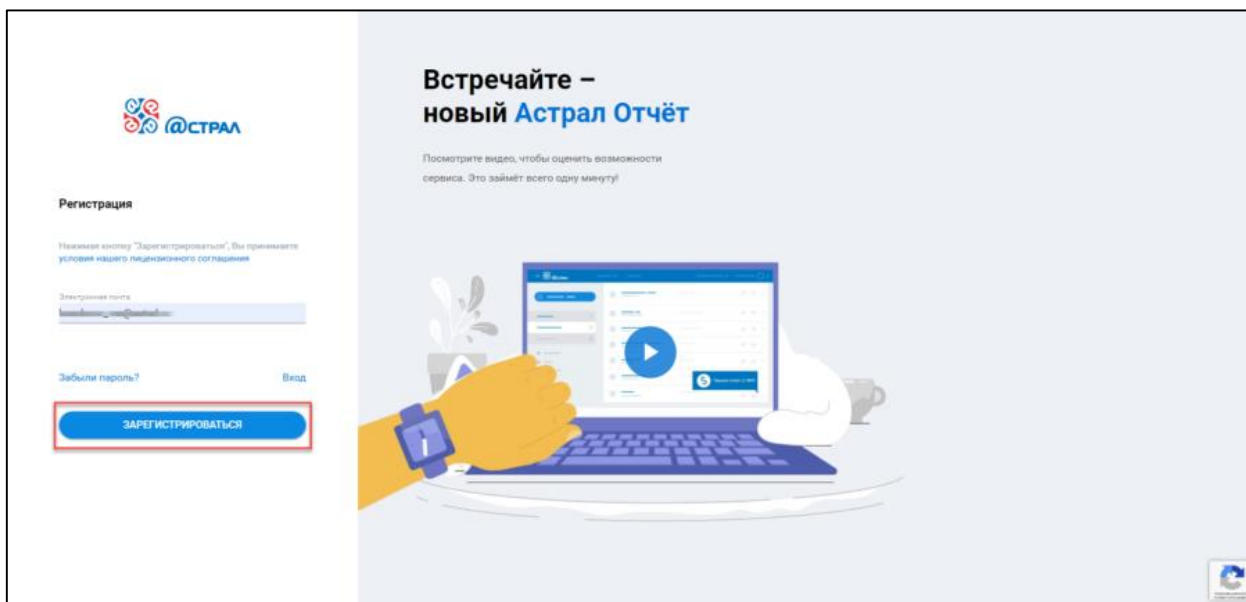 @СТРАЛ
Регистрация
Нажимая кнопку "Зарегистрироваться", Вы принимаете
условия нашего лицензионного соглашения
Электронная почта
Забыли пароль?
Вход
ЗАРЕГИСТРИРОВАТЬСЯ
Встречайте –
новый Астрал Отчёт
Посмотрите видео, чтобы оценить возможности
сервиса. Это займёт всего одну минуту!